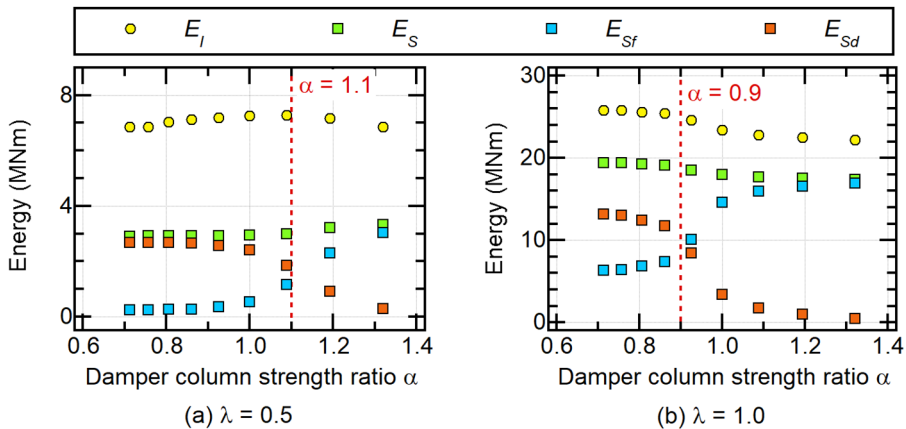 E_I E_S E_Sf E_Sd
α = 1.1
8
4
0
Energy (MNm)
0.6 0.8 1.0 1.2 1.4
Damper column strength ratio α
(a) λ = 0.5
α = 0.9
30
20
10
0
Energy (MNm)
0.6 0.8 1.0 1.2 1.4
Damper column strength ratio α
(b) λ = 1.0